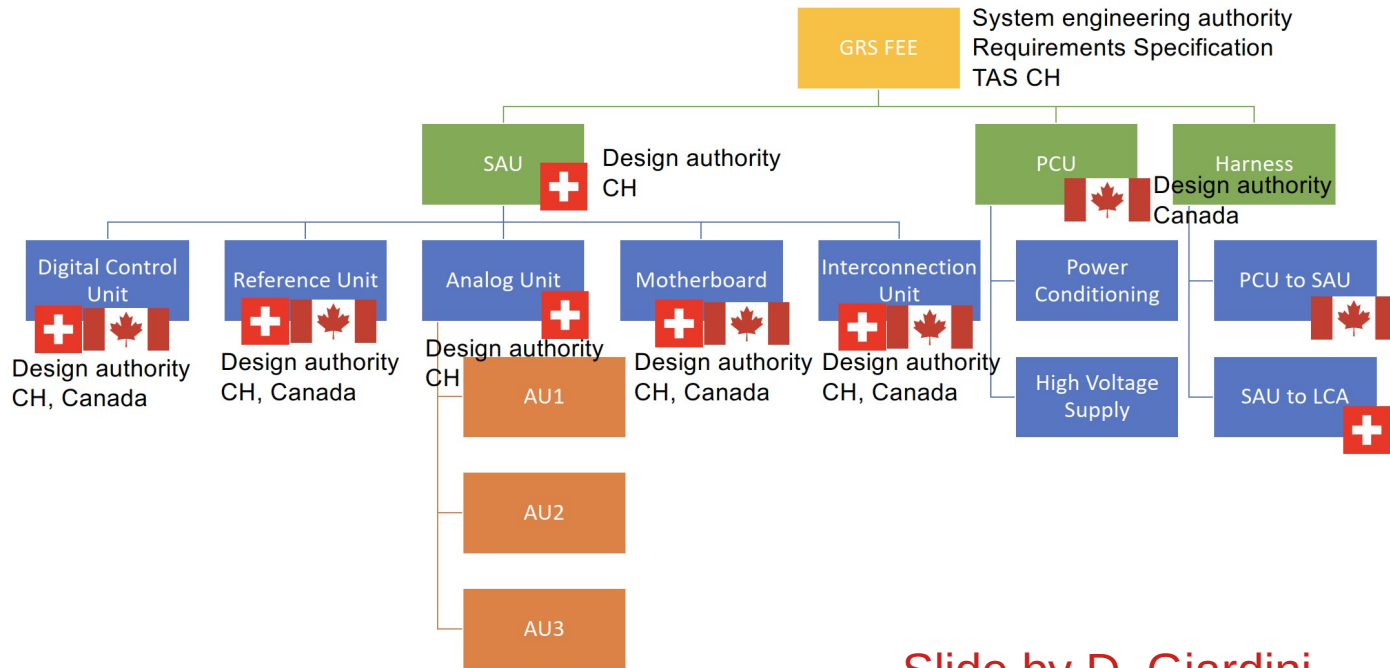 GRS FEE
System engineering authority
Requirements Specification
TAS CH
SAU
Design authority
CH
PCU
Design authority
Canada
Harness
Digital Control
Unit
Design authority
CH, Canada
Reference Unit
Design authority
CH, Canada
Analog Unit
Design authority
CH
Motherboard
Design authority
CH, Canada
Interconnection
Unit
Design authority
CH, Canada
Power
Conditioning
PCU to SAU
High Voltage
Supply
SAU to LCA
AU1
AU2
AU3
Slide by D. Giardini